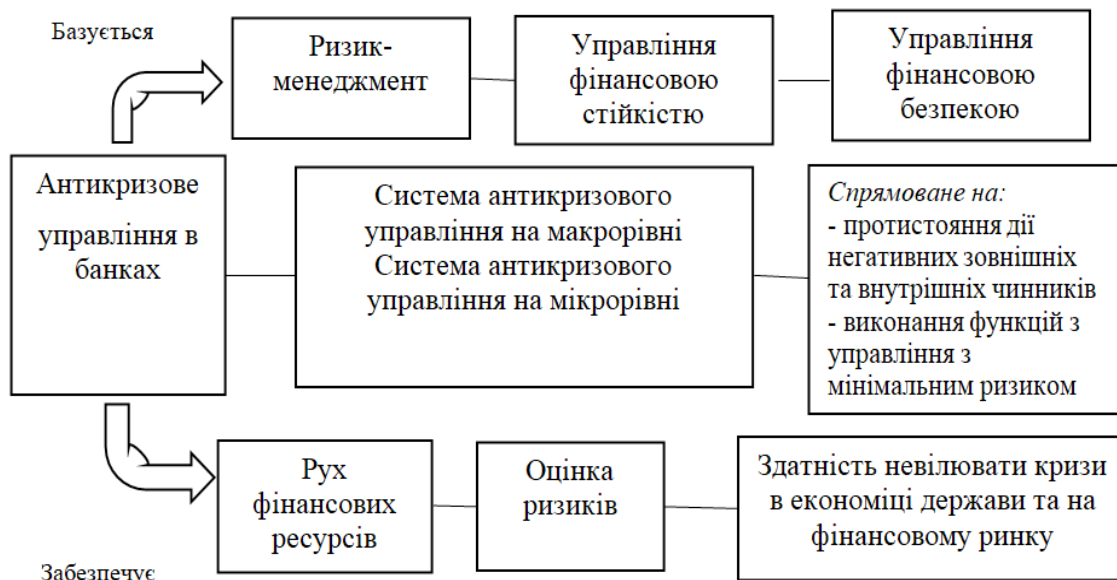 Базується
Ризик-
менеджмент
Управління
фінансовою
стійкістю
Управління
фінансовою
безпекою
Антикризове
управління в
банках
Система антикризового
управління на макрорівні
Система антикризового
управління на мікрорівні
Спрямоване на:
- протистояння дії
негативних зовнішніх
та внутрішніх чинників
- виконання функцій з
управління з
мінімальним ризиком
Рух
фінансових
ресурсів
Оцінка
ризиків
Здатність невілювати кризи
в економіці держави та на
фінансовому ринку
Забезпечує